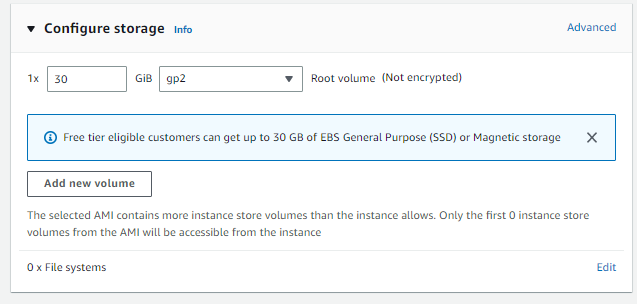 Configure storage Info Advanced
1x 30 GiB gp2 Root volume (Not encrypted)
Free tier eligible customers can get up to 30 GB of EBS General Purpose (SSD) or Magnetic storage
Add new volume
The selected AMI contains more instance store volumes than the instance allows. Only the first 0 instance store
volumes from the AMI will be accessible from the instance
0 x File systems Edit